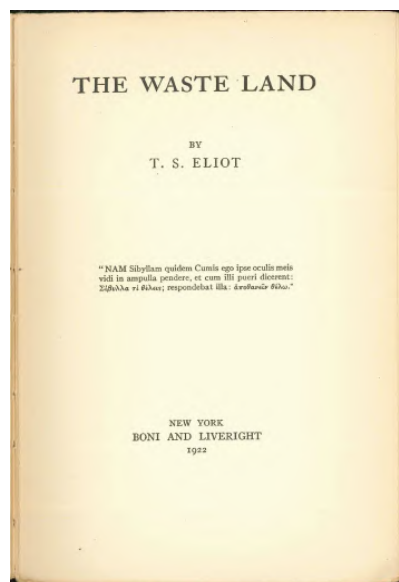 THE WASTE LAND
BY
T. S. ELIOT
"NAM Sibyllam quidem Cumis ego ipse oculis meis
vidi in ampulla pendere, et cum illi pueri dicerent:
Σίβυλλα τί θέλεις; respondebat illa: ἀποθανεῖν θέλω."
NEW YORK
BONI AND LIVERIGHT
1922